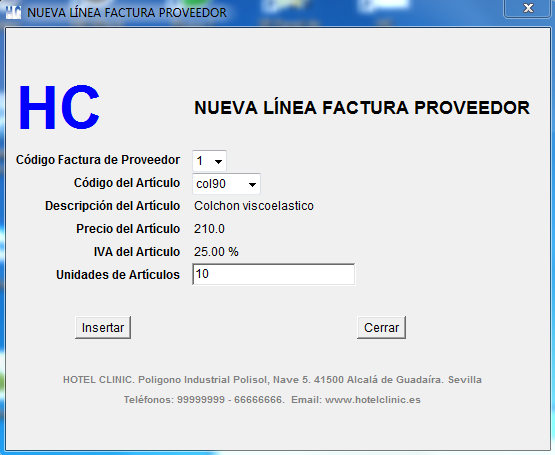 HC NUEVA LÍNEA FACTURA PROVEEDOR
HC
NUEVA LÍNEA FACTURA PROVEEDOR
Código Factura de Proveedor 1
Código del Artículo col90
Descripción del Artículo Colchon viscoelastico
Precio del Artículo 210.0
IVA del Artículo 25.00 %
Unidades de Artículos 10
Insertar Cerrar
HOTEL CLINIC. Poligono Industrial Polisol, Nave 5. 41500 Alcalá de Guadaíra. Sevilla
Teléfonos: 99999999 - 66666666. Email: www.hotelclinic.es